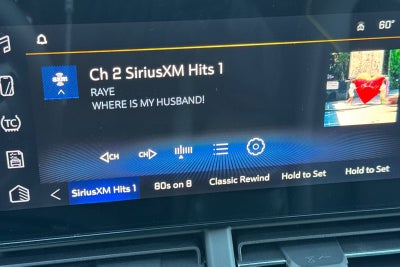 60°
Ch 2 SiriusXM Hits 1
RAYE
WHERE IS MY HUSBAND!
CH CH
TC
SiriusXM Hits 1 80s on 8 Classic Rewind Hold to Set Hold to Set